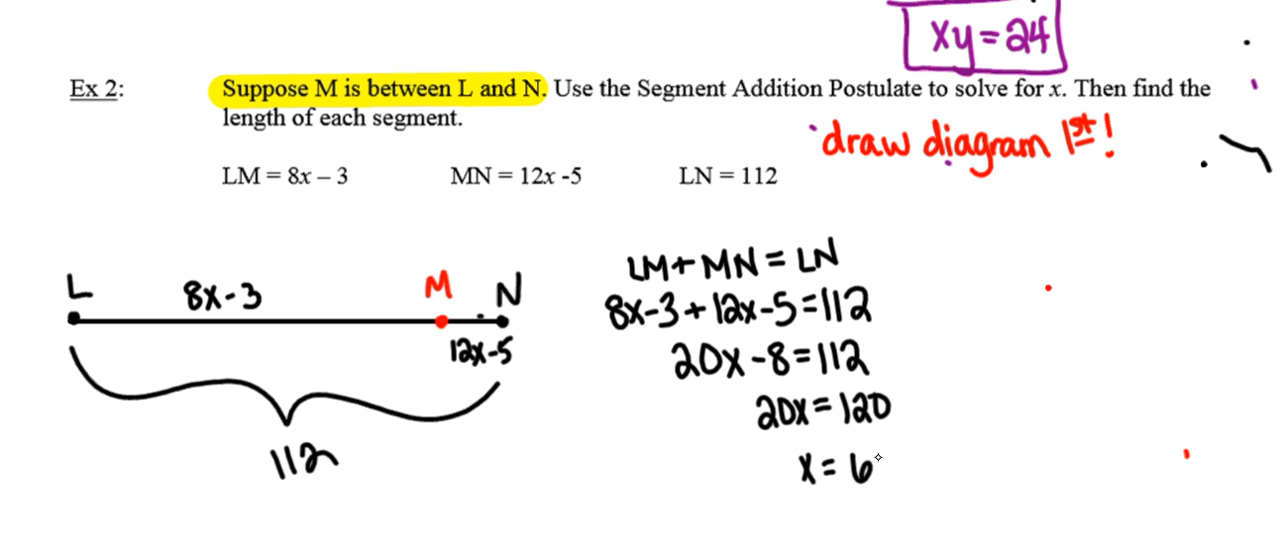 xy=24
Ex 2: Suppose M is between L and N. Use the Segment Addition Postulate to solve for x. Then find the
length of each segment.
draw diagram 1st!
LM = 8x – 3 MN = 12x -5 LN = 112
L 8x-3 M N
12x-5
112
LM+MN=LN
8x-3+12x-5=112
20x-8=112
20x=120
x=6